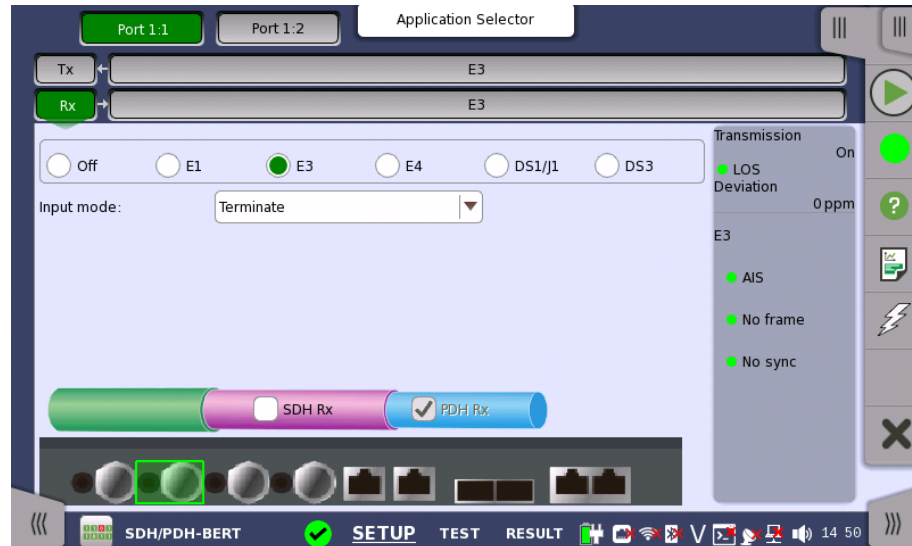 Port 1:1 Port 1:2 Application Selector
Tx E3
Rx E3
Off E1 E3 E4 DS1/J1 DS3
Input mode: Terminate
Transmission
On
LOS
Deviation
0 ppm
E3
AIS
No frame
No sync
SDH Rx PDH Rx
SDH/PDH-BERT SETUP TEST RESULT V 14 50